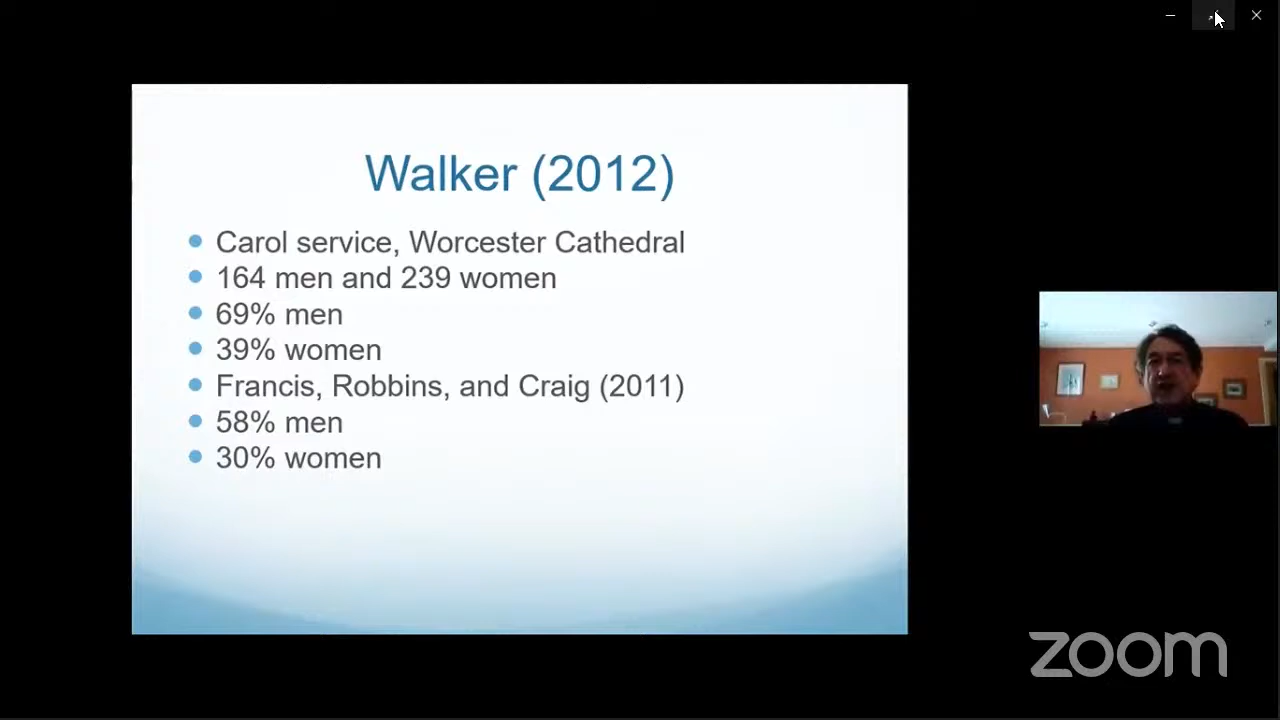 Walker (2012)
Carol service, Worcester Cathedral
164 men and 239 women
69% men
39% women
Francis, Robbins, and Craig (2011)
58% men
30% women
zoom